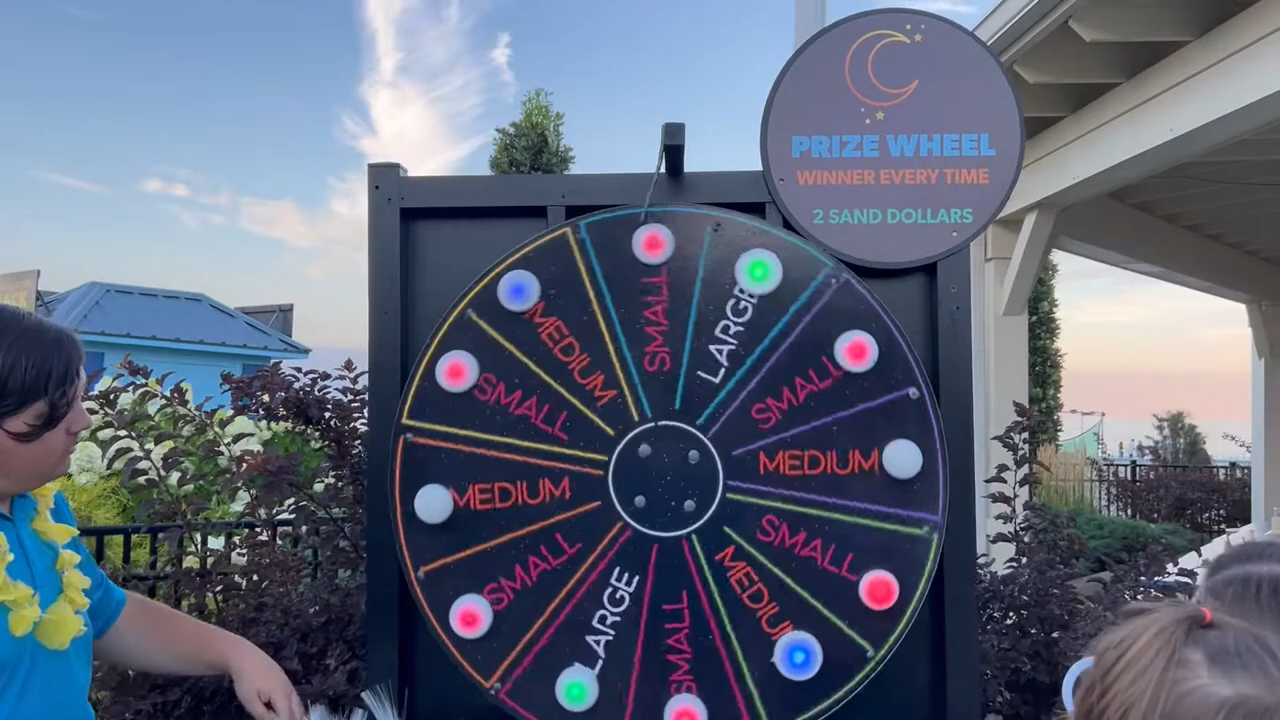 PRIZE WHEEL
WINNER EVERY TIME
2 SAND DOLLARS
SMALL
LARGE
SMALL
MEDIUM
SMALL
MEDIUM
SMALL
LARGE
SMALL
MEDIUM
SMALL
MEDIUM